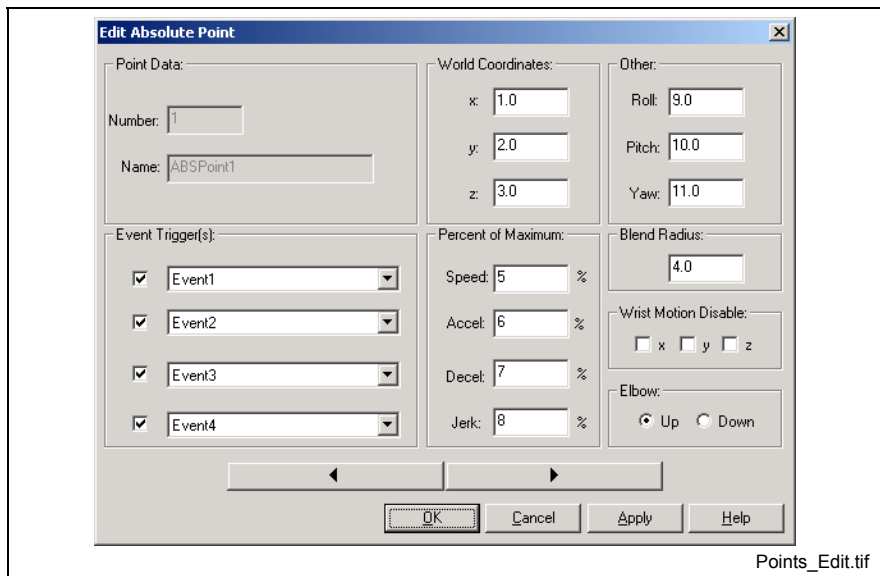 Edit Absolute Point
Point Data:
Number: 1
Name: ABSPoint1
World Coordinates:
x: 1.0
y: 2.0
z: 3.0
Other:
Roll: 9.0
Pitch: 10.0
Yaw: 11.0
Event Trigger(s):
Event1
Event2
Event3
Event4
Percent of Maximum:
Speed: 5 %
Accel: 6 %
Decel: 7 %
Jerk: 8 %
Blend Radius:
4.0
Wrist Motion Disable:
x y z
Elbow:
Up Down
OK Cancel Apply Help
Points_Edit.tif